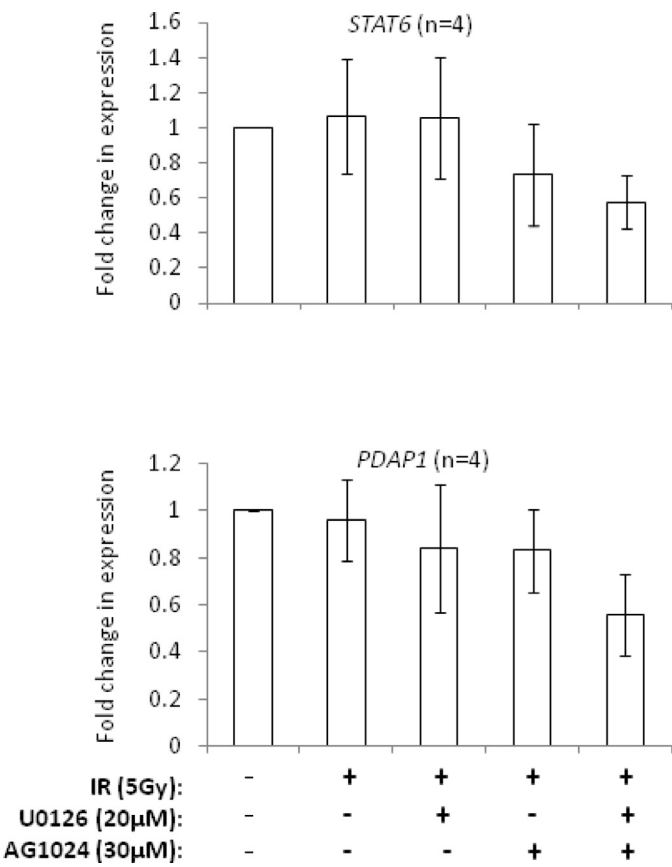 STAT6 (n=4)
Fold change in expression
1.6
1.4
1.2
1
0.8
0.6
0.4
0.2
0
PDAP1 (n=4)
Fold change in expression
1.2
1
0.8
0.6
0.4
0.2
0
IR (5Gy): - + + + +
U0126 (20µM): - - + - +
AG1024 (30µM): - - - + +